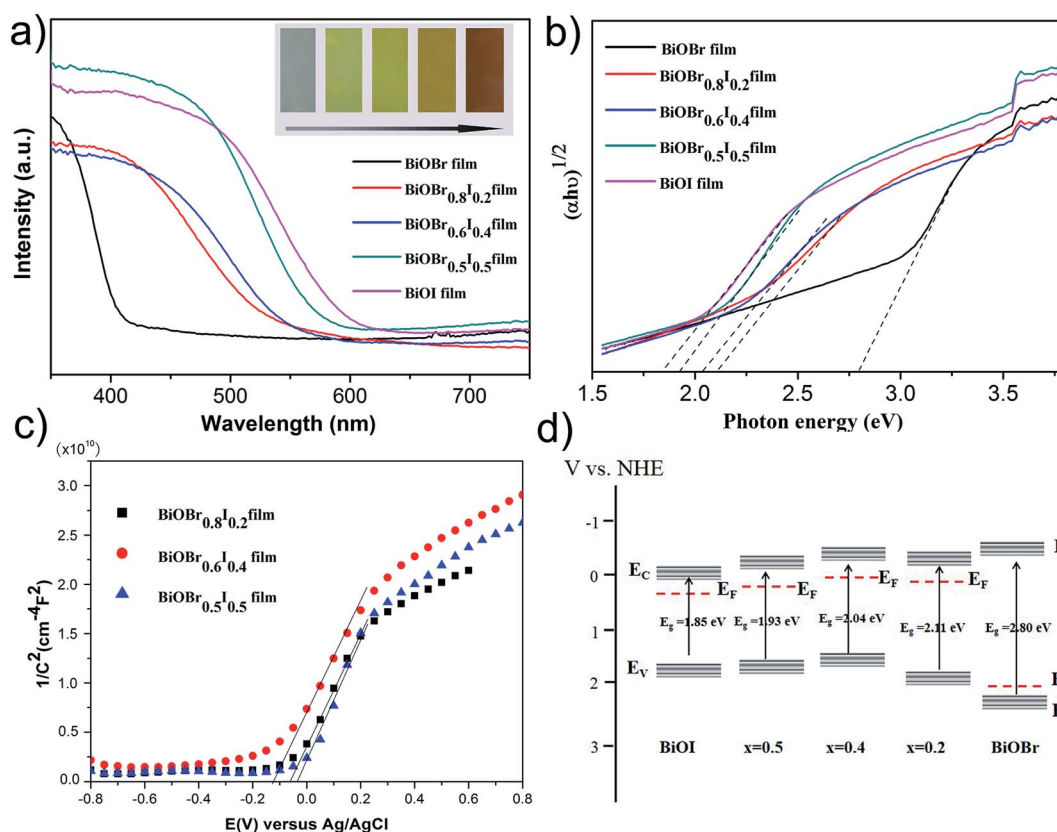 a)
Intensity (a.u.)
BiOBr film
BiOBr0.8I0.2film
BiOBr0.6I0.4film
BiOBr0.5I0.5film
BiOI film
400 500 600 700
Wavelength (nm)
b)
(αhυ)1/2
BiOBr film
BiOBr0.8I0.2film
BiOBr0.6I0.4film
BiOBr0.5I0.5film
BiOI film
1.5 2.0 2.5 3.0 3.5
Photon energy (eV)
c)
(x10^10)
1/C^2(cm^-4F^2)
3.0
2.5
2.0
1.5
1.0
0.5
0.0
BiOBr0.8I0.2film
BiOBr0.6I0.4 film
BiOBr0.5I0.5 film
-0.8 -0.6 -0.4 -0.2 0.0 0.2 0.4 0.6 0.8
E(V) versus Ag/AgCl
d)
V vs. NHE
-1
0
1
2
3
EC
EF EF EF EF
Eg=1.85 eV Eg=1.93 eV Eg=2.04 eV Eg=2.11 eV Eg=2.80 eV
EV
BiOI x=0.5 x=0.4 x=0.2 BiOBr